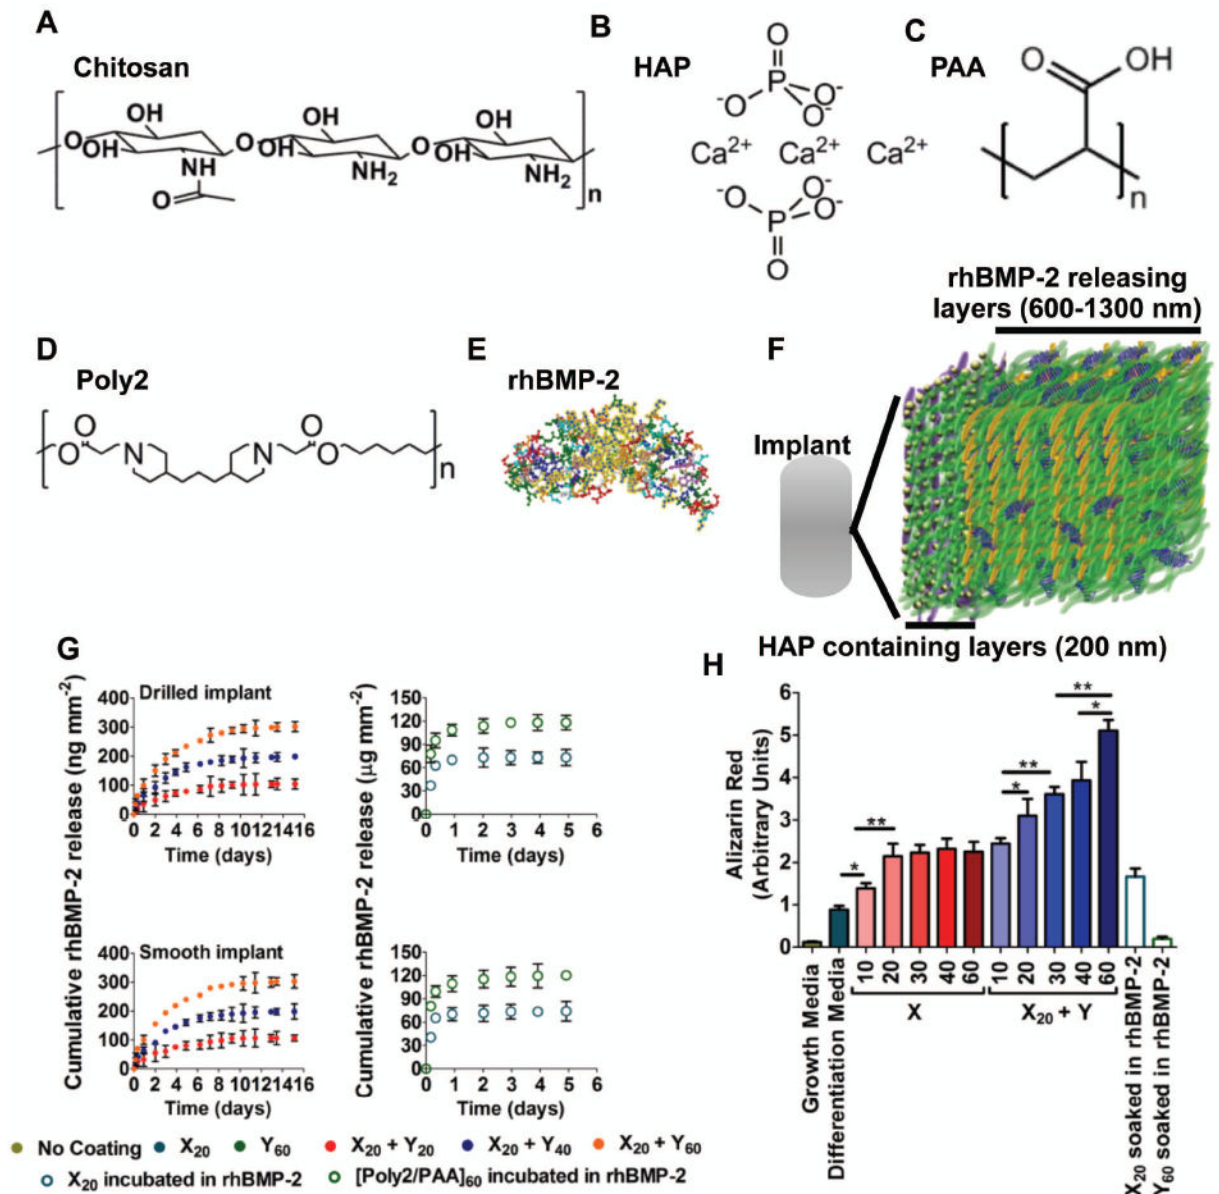 A
Chitosan
OH
OH
OH
O
OH
O
OH
O
OH
NH
NH2
NH2
O
n
B
HAP
O
P
-O
O-
O-
Ca2+
Ca2+
Ca2+
-O
O-
O-
P
O
C
PAA
O
OH
n
D
Poly2
O
O
O
N
N
O
n
E
rhBMP-2
F
rhBMP-2 releasing
layers (600-1300 nm)
Implant
HAP containing layers (200 nm)
G
Cumulative rhBMP-2 release (ng mm-2)
Drilled implant
400
300
200
100
0
0 2 4 6 8 10 12 14 16
Time (days)
Cumulative rhBMP-2 release (μg mm-2)
150
120
90
60
30
0
0 1 2 3 4 5 6
Time (days)
Smooth implant
400
300
200
100
0
0 2 4 6 8 10 12 14 16
Time (days)
150
120
90
60
30
0
0 1 2 3 4 5 6
Time (days)
No Coating
X20
Y60
X20 + Y20
X20 + Y40
X20 + Y60
X20 incubated in rhBMP-2
[Poly2/PAA]60 incubated in rhBMP-2
H
Alizarin Red
(Arbitrary Units)
6
5
4
3
2
1
0
*
**
*
**
**
*
Growth Media
Differentiation Media
10
20
30
40
60
X
10
20
30
40
60
X20 + Y
X20 soaked in rhBMP-2
Y60 soaked in rhBMP-2